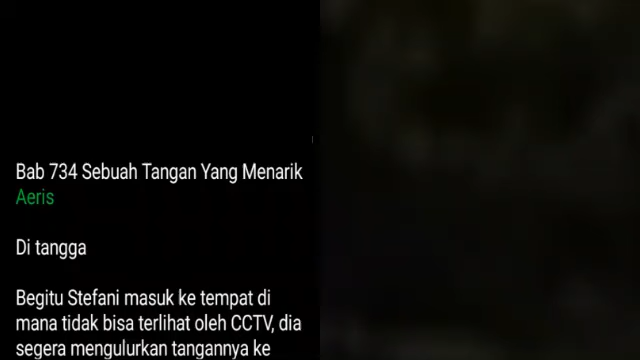 Bab 734 Sebuah Tangan Yang Menarik
Aeris
Di tangga
Begitu Stefani masuk ke tempat di
mana tidak bisa terlihat oleh CCTV, dia
segera mengulurkan tangannya ke